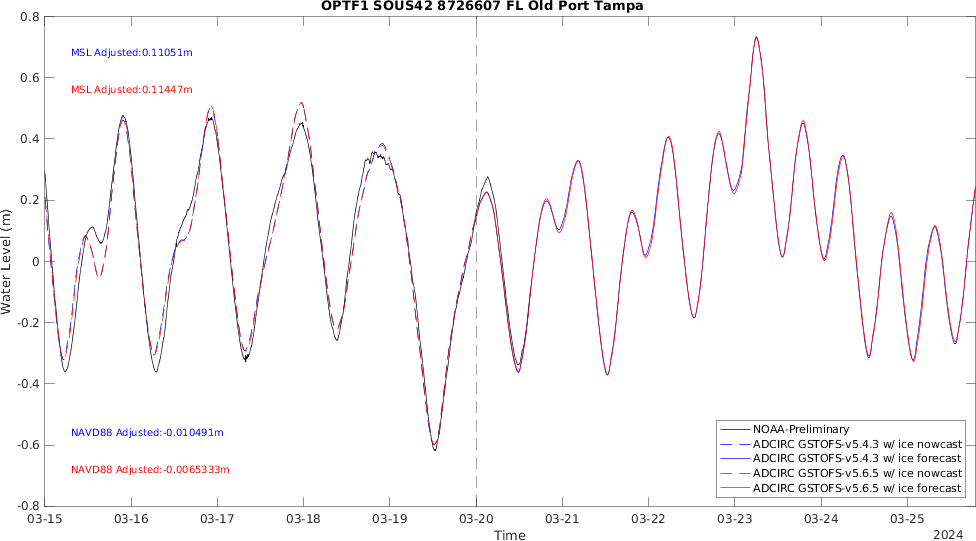 OPTF1 SOUS42 8726607 FL Old Port Tampa
0.8
0.6
0.4
0.2
0
-0.2
-0.4
-0.6
-0.8
Water Level (m)
MSL Adjusted:0.11051m
MSL Adjusted:0.11447m
NAVD88 Adjusted:-0.010491m
NAVD88 Adjusted:-0.0065333m
NOAA-Preliminary
ADCIRC GSTOFS-v5.4.3 w/ ice nowcast
ADCIRC GSTOFS-v5.4.3 w/ ice forecast
ADCIRC GSTOFS-v5.6.5 w/ ice nowcast
ADCIRC GSTOFS-v5.6.5 w/ ice forecast
03-15 03-16 03-17 03-18 03-19 03-20 03-21 03-22 03-23 03-24 03-25
Time
2024